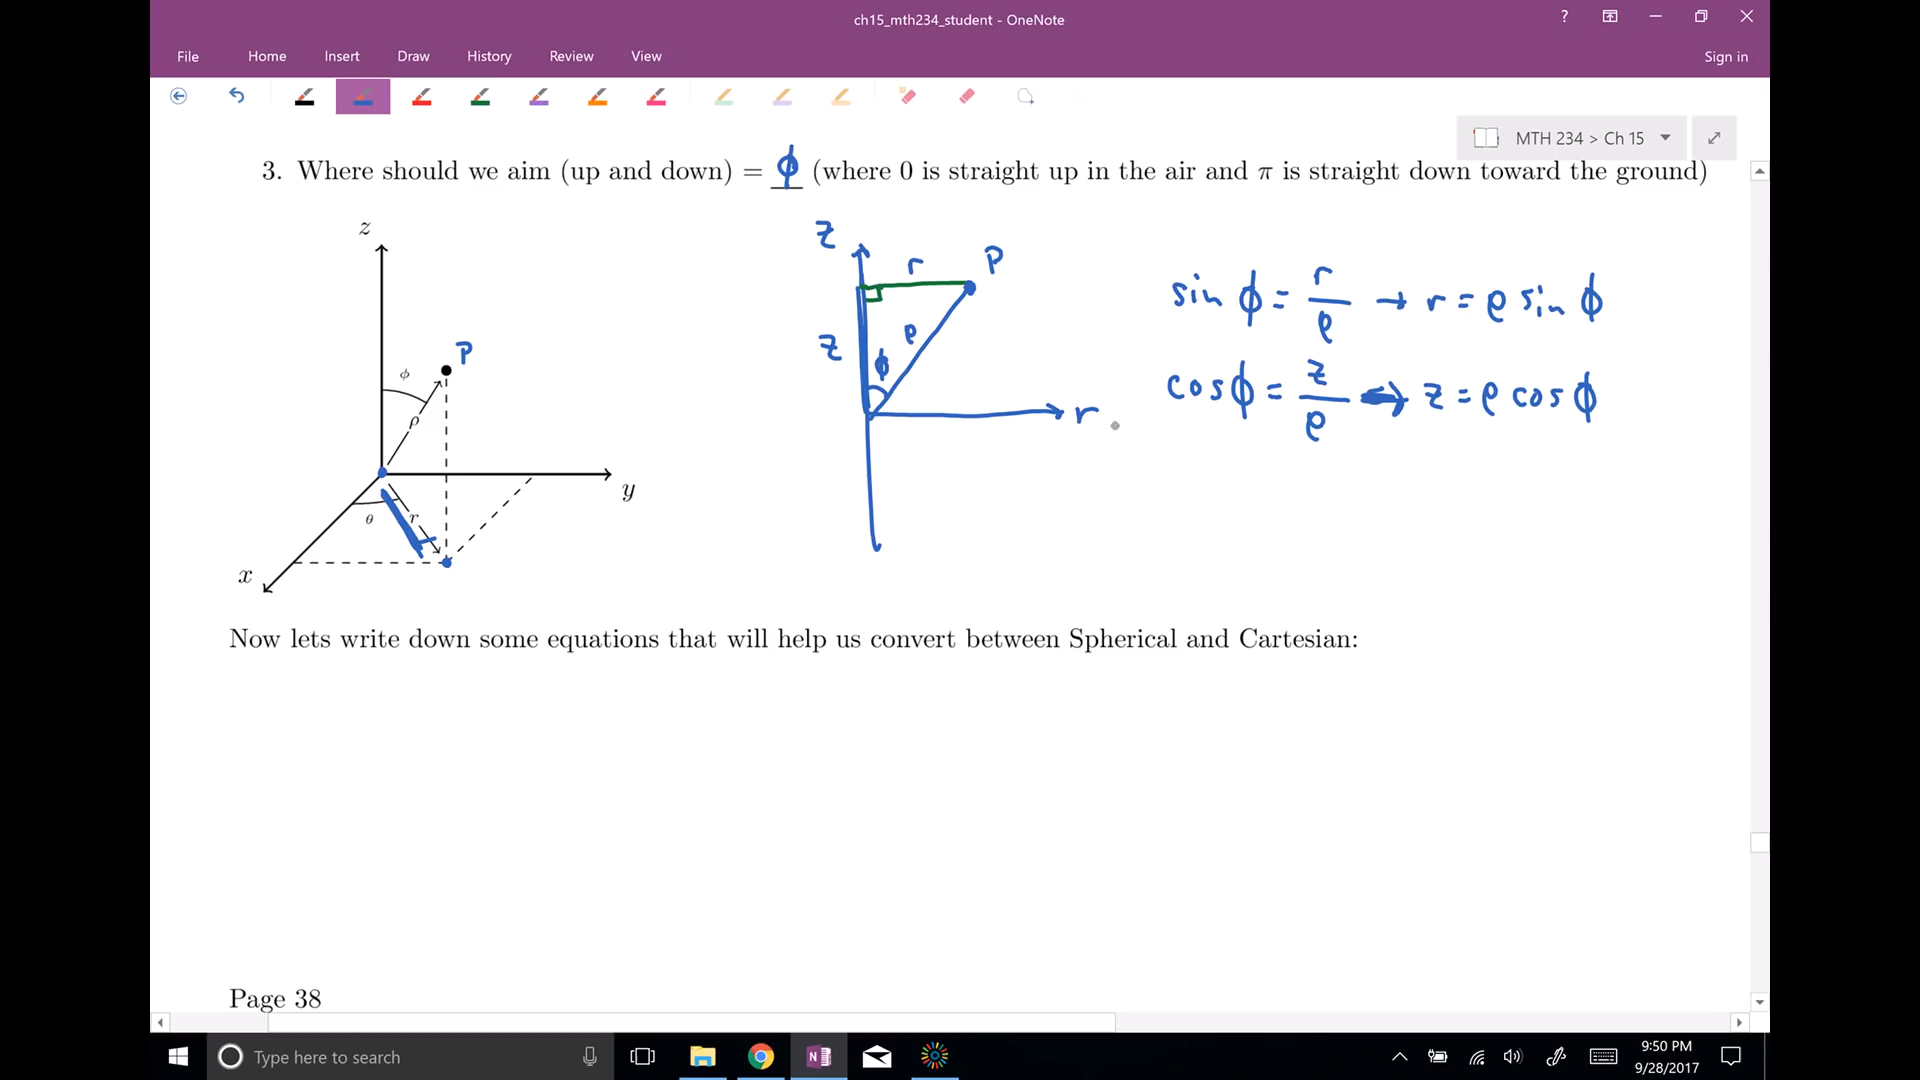 ch15_mth234_student - OneNote
?
File Home Insert Draw History Review View Sign in
MTH 234 > Ch 15
3. Where should we aim (up and down) = ϕ (where 0 is straight up in the air and π is straight down toward the ground)
z
ϕ
P
ρ
y
θ
r
x
z
r
P
z
ρ
ϕ
r
sin ϕ = r/ρ → r = ρ sin ϕ
cos ϕ = z/ρ ↔ z = ρ cos ϕ
Now lets write down some equations that will help us convert between Spherical and Cartesian:
Page 38
Type here to search
9:50 PM
9/28/2017